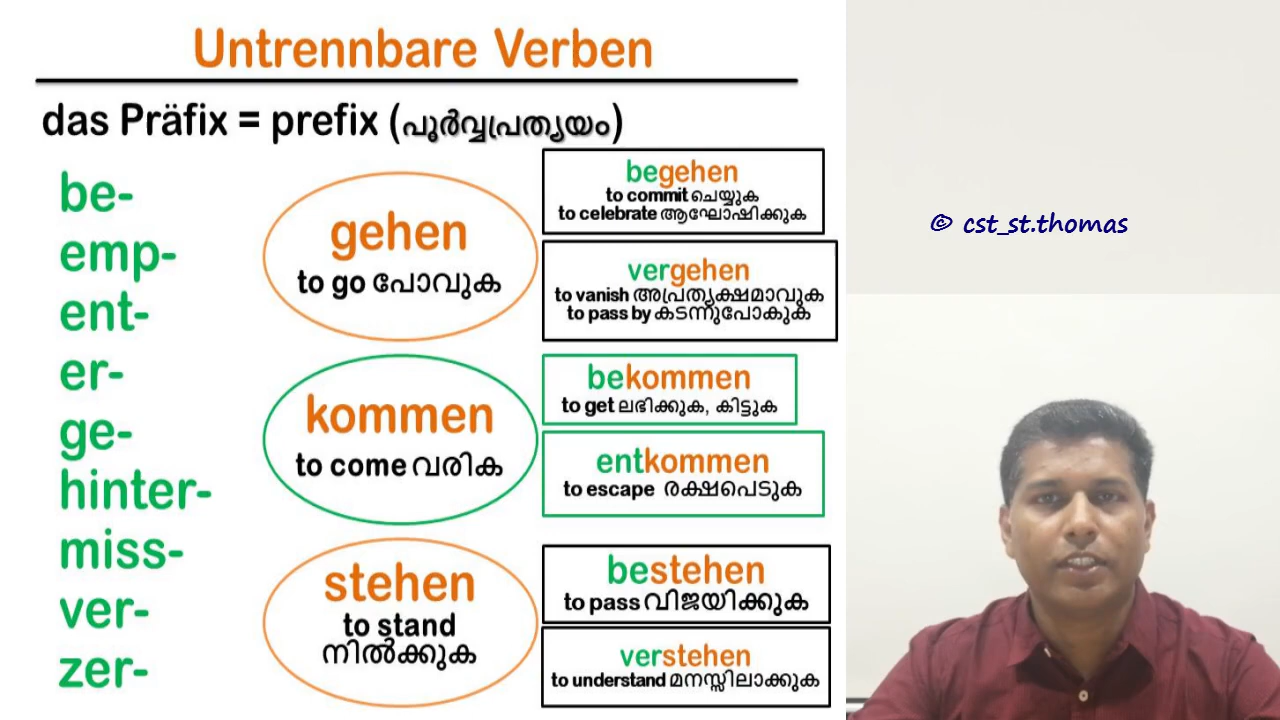 Untrennbare Verben
das Präfix = prefix (പൂർവ്വപ്രത്യയം)
be-
emp-
ent-
er-
ge-
hinter-
miss-
ver-
zer-
gehen
to go പോവുക
begehen
to commit ചെയ്യുക
to celebrate ആഘോഷിക്കുക
vergehen
to vanish അപ്രത്യക്ഷമാവുക
to pass by കടന്നുപോകുക
kommen
to come വരിക
bekommen
to get ലഭിക്കുക, കിട്ടുക
entkommen
to escape രക്ഷപെടുക
stehen
to stand
നിൽക്കുക
bestehen
to pass വിജയിക്കുക
verstehen
to understand മനസ്സിലാക്കുക
© cst_st.thomas